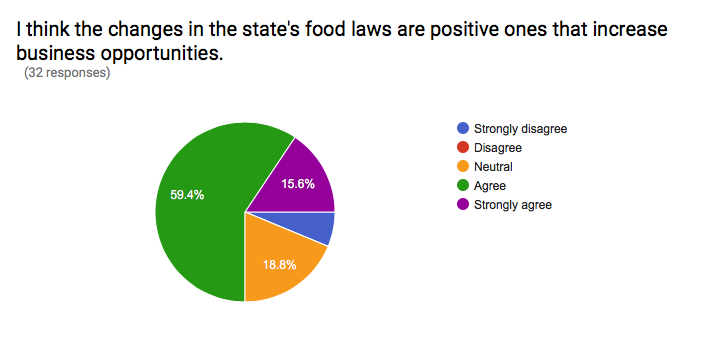 I think the changes in the state's food laws are positive ones that increase
business opportunities.
(32 responses)
Strongly disagree
Disagree
Neutral
Agree
Strongly agree
59.4%
15.6%
18.8%